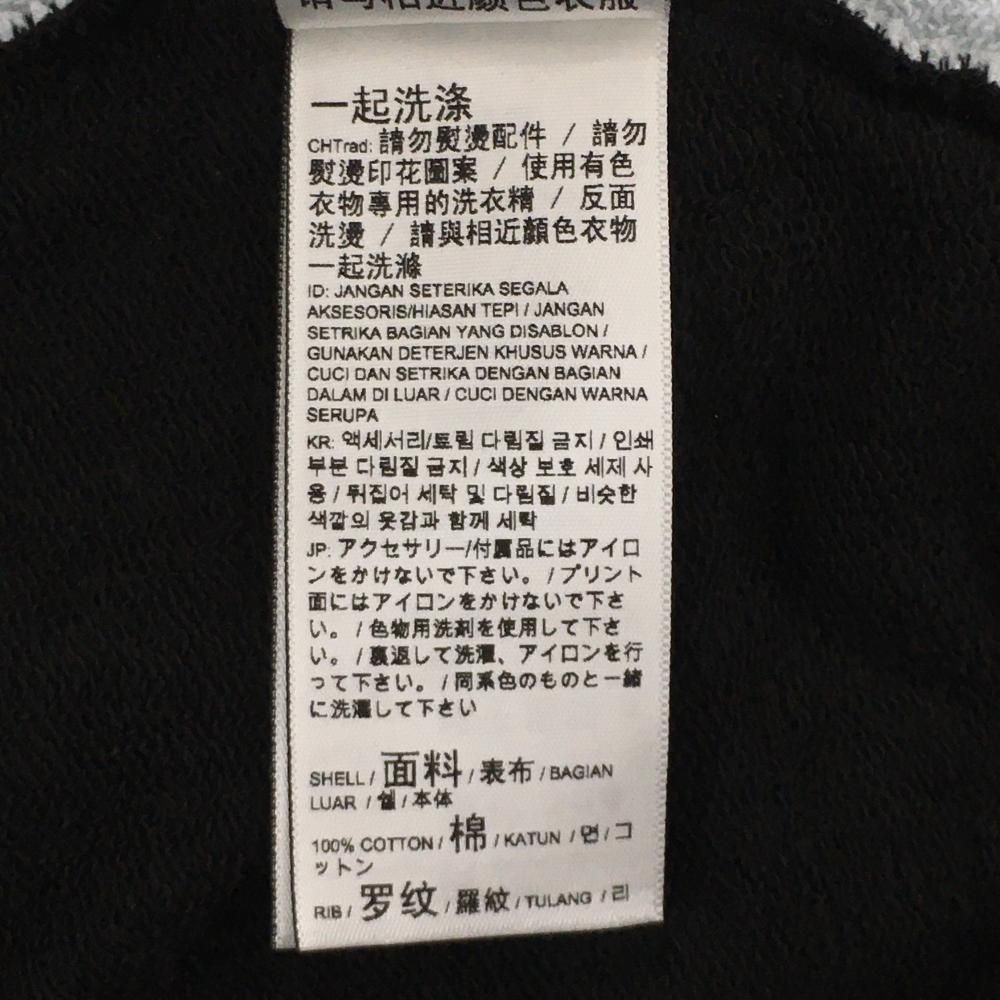 请与相近颜色衣服
一起洗涤
CHTrad: 請勿熨燙配件 / 請勿
熨燙印花圖案 / 使用有色
衣物專用的洗衣精 / 反面
洗燙 / 請與相近顏色衣物
一起洗滌
ID: JANGAN SETERIKA SEGALA
AKSESORIS/HIASAN TEPI / JANGAN
SETRIKA BAGIAN YANG DISABLON /
GUNAKAN DETERJEN KHUSUS WARNA /
CUCI DAN SETRIKA DENGAN BAGIAN
DALAM DI LUAR / CUCI DENGAN WARNA
SERUPA
KR: 액세서리/트림 다림질 금지 / 인쇄
부분 다림질 금지 / 색상 보호 세제 사
용 / 뒤집어 세탁 및 다림질 / 비슷한
색깔의 옷감과 함께 세탁
JP: アクセサリー/付属品にはアイロ
ンをかけないで下さい。 / プリント
面にはアイロンをかけないで下さ
い。 / 色物用洗剤を使用して下さ
い。 / 裏返して洗濯、アイロンを行
って下さい。 / 同系色のものと一緒
に洗濯して下さい
SHELL / 面料 / 表布 / BAGIAN
LUAR / 쉘 / 本体
100% COTTON / 棉 / KATUN / 면 / コ
ットン
RIB / 罗纹 / 羅紋 / TULANG / 리